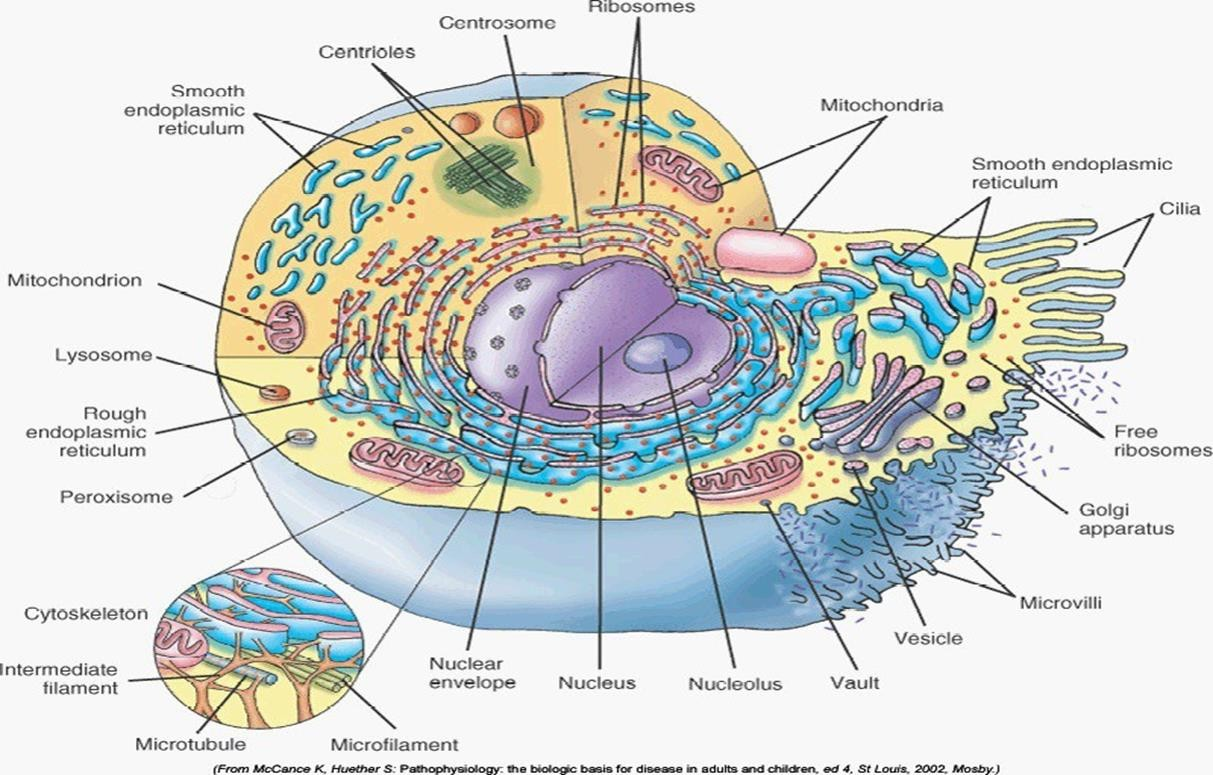 Ribosomes
Centrosome
Centrioles
Smooth
endoplasmic
reticulum
Mitochondria
Smooth endoplasmic
reticulum
Cilia
Mitochondrion
Lysosome
Rough
endoplasmic
reticulum
Peroxisome
Free
ribosomes
Golgi
apparatus
Microvilli
Vesicle
Cytoskeleton
Intermediate
filament
Nuclear
envelope
Nucleus
Nucleolus
Vault
Microtubule
Microfilament
(From McCance K, Huether S: Pathophysiology: the biologic basis for disease in adults and children, ed 4, St Louis, 2002, Mosby.)